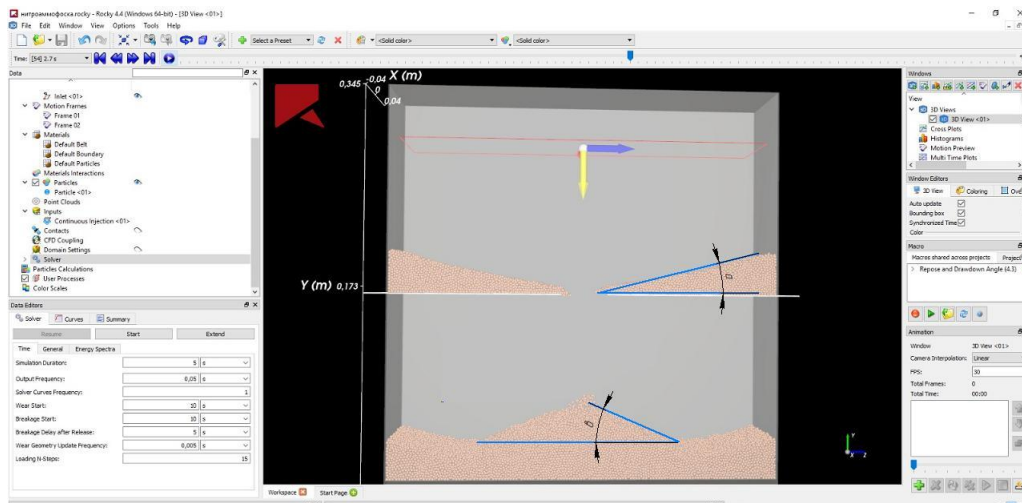 нитроаммофоска.rocky - Rocky 4.4 (Windows 64-bit) - [3D View <01>]
File Edit Window View Options Tools Help
Select a Preset
<Solid color>
<Solid color>
Time: [54] 2.7 s
Data
Inlet <01>
Motion Frames
Frame 01
Frame 02
Materials
Default Belt
Default Boundary
Default Particles
Materials Interactions
Particles
Particle <01>
Point Clouds
Inputs
Continuous Injection <01>
Contacts
CFD Coupling
Domain Settings
Solver
Particles Calculations
User Processes
Color Scales
Data Editors
Solver Curves Summary
Resume Start Extend
Time General Energy Spectra
Simulation Duration: 5 s
Output Frequency: 0,05 s
Solver Curves Frequency: 1
Wear Start: 10 s
Breakage Start: 10 s
Breakage Delay after Release: 5 s
Wear Geometry Update Frequency: 0,005 s
Loading N-Steps: 15
0,345 -0,04 X (m)
0
0,04
Y (m) 0,173
Y
X Z
Workspace
Start Page
Windows
View
3D Views
3D View <01>
Cross Plots
Histograms
Motion Preview
Multi Time Plots
Window Editors
3D View Coloring Ove
Auto update
Bounding box
Synchronized Time
Color
Macro
Macros shared across projects Project
Repose and Drawdown Angle (4.3)
Animation
Window 3D View <01>
Camera Interpolation: Linear
FPS: 30
Total Frames: 0
Total Time: 00:00